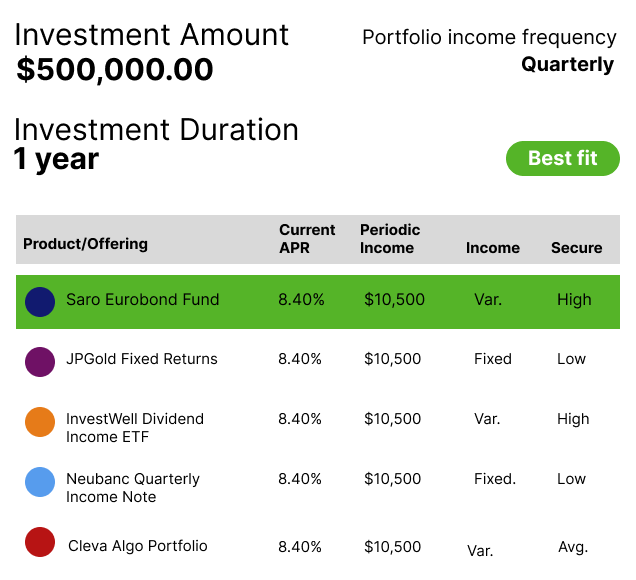 Investment Amount
$500,000.00
Portfolio income frequency
Quarterly
Investment Duration
1 year
Best fit
Product/Offering Current APR Periodic Income Income Secure
Saro Eurobond Fund 8.40% $10,500 Var. High
JPGold Fixed Returns 8.40% $10,500 Fixed Low
InvestWell Dividend Income ETF 8.40% $10,500 Var. High
Neubanc Quarterly Income Note 8.40% $10,500 Fixed. Low
Cleva Algo Portfolio 8.40% $10,500 Var. Avg.